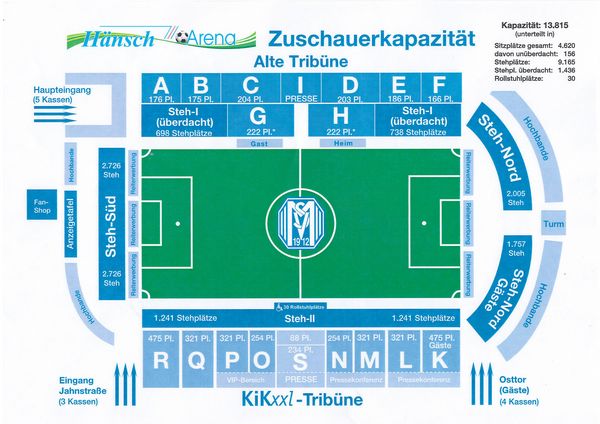 Hänsch Arena
Zuschauerkapazität
Alte Tribüne
Kapazität: 13.815
(unterteilt in)
Sitzplätze gesamt: 4.620
davon unüberdacht: 156
Stehplätze: 9.165
Stehpl. überdacht: 1.436
Rollstuhlplätze: 30
Haupteingang
(5 Kassen)
A B C I D E F
176 Pl. 175 Pl. 204 Pl. PRESSE 203 Pl. 186 Pl. 166 Pl.
Steh-I
(überdacht)
698 Stehplätze
G
222 Pl.*
H
222 Pl.*
Steh-I
(überdacht)
738 Stehplätze
Gast
Heim
Hochbande
Fan-
Shop
Anzeigetafel
Hochbande
2.726
Steh
Steh-Süd
2.726
Steh
Reiterwerbung
Reiterwerbung
Reiterwerbung
SV
M
1912
Reiterwerbung
Reiterwerbung
Reiterwerbung
Steh-Nord
2.005
Steh
Hochbande
Turm
1.757
Steh
Steh-Nord
Gäste
Hochbande
30 Rollstuhlplätze
1.241 Stehplätze
Steh-II
1.241 Stehplätze
475 Pl. 321 Pl. 321 Pl. 254 Pl. 88 Pl. 254 Pl. 321 Pl. 321 Pl. 475 Pl.
234 Pl.
Gäste
R Q P O S N M L K
VIP-Bereich
PRESSE
Pressekonferenz
Pressekonferenz
Eingang
Jahnstraße
(3 Kassen)
KiKxxl-Tribüne
Osttor
(Gäste)
(4 Kassen)